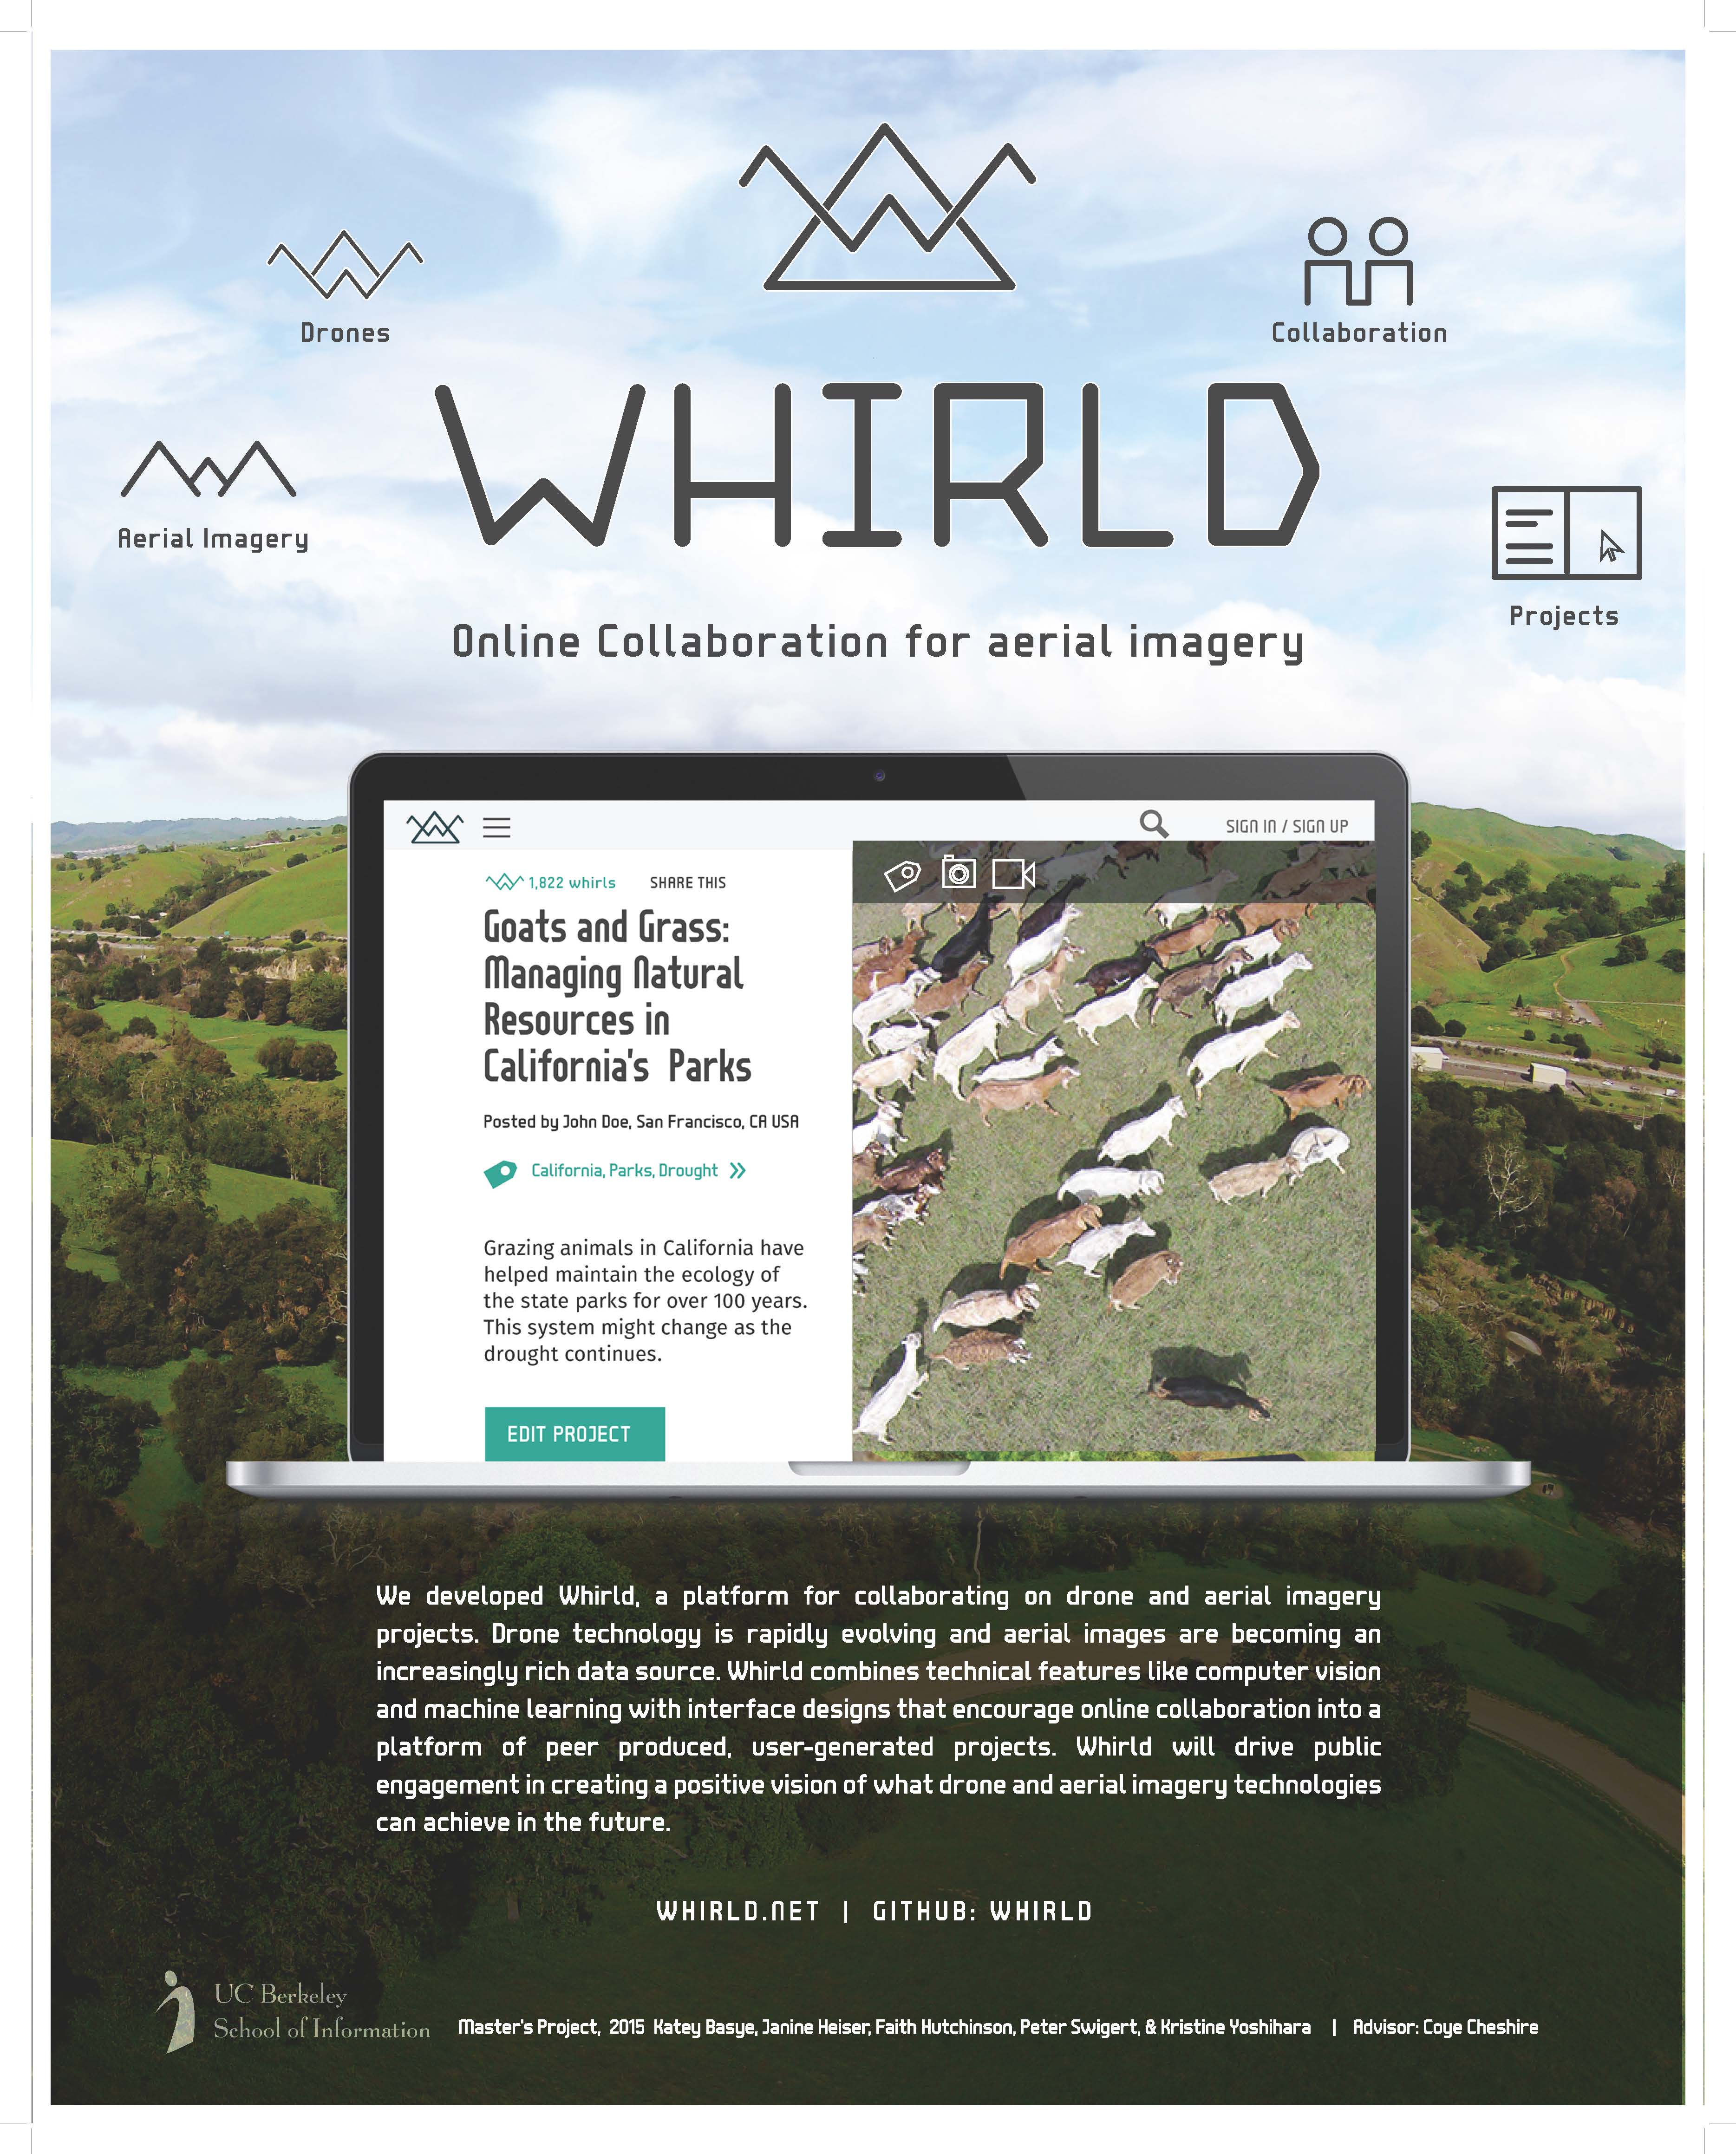 Drones
Collaboration
WHIRLD
Aerial Imagery
Projects
Online Collaboration for aerial imagery
SIGN IN / SIGN UP
1,822 whirls SHARE THIS
Goats and Grass:
Managing Natural
Resources in
California's Parks
Posted by John Doe, San Francisco, CA USA
California, Parks, Drought »
Grazing animals in California have
helped maintain the ecology of
the state parks for over 100 years.
This system might change as the
drought continues.
EDIT PROJECT
We developed Whirld, a platform for collaborating on drone and aerial imagery
projects. Drone technology is rapidly evolving and aerial images are becoming an
increasingly rich data source. Whirld combines technical features like computer vision
and machine learning with interface designs that encourage online collaboration into a
platform of peer produced, user-generated projects. Whirld will drive public
engagement in creating a positive vision of what drone and aerial imagery technologies
can achieve in the future.
WHIRLD.NET | GITHUB: WHIRLD
UC Berkeley
School of Information
Master's Project, 2015 Katey Basye, Janine Heiser, Faith Hutchinson, Peter Swigert, & Kristine Yoshihara | Advisor: Coye Cheshire